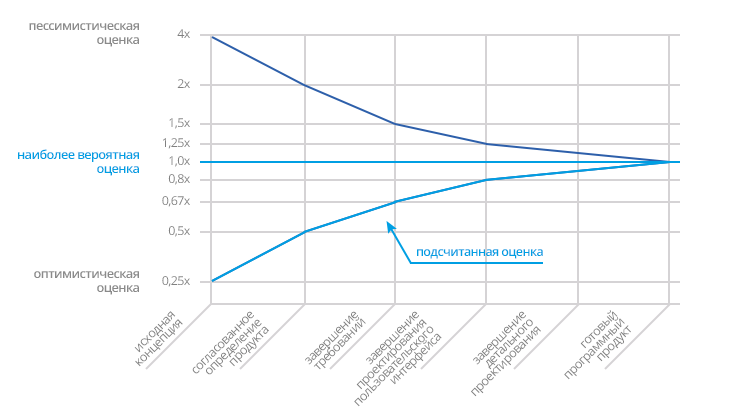 пессимистическая
оценка
4x
2x
1,5x
1,25x
наиболее вероятная
оценка
1,0x
0,8x
0,67x
0,5x
подсчитанная оценка
оптимистическая
оценка
0,25x
исходная
концепция
согласованное
определение
продукта
завершение
требований
завершение
проектирования
пользовательского
интерфейса
завершение
детального
проектирования
готовый
программный
продукт